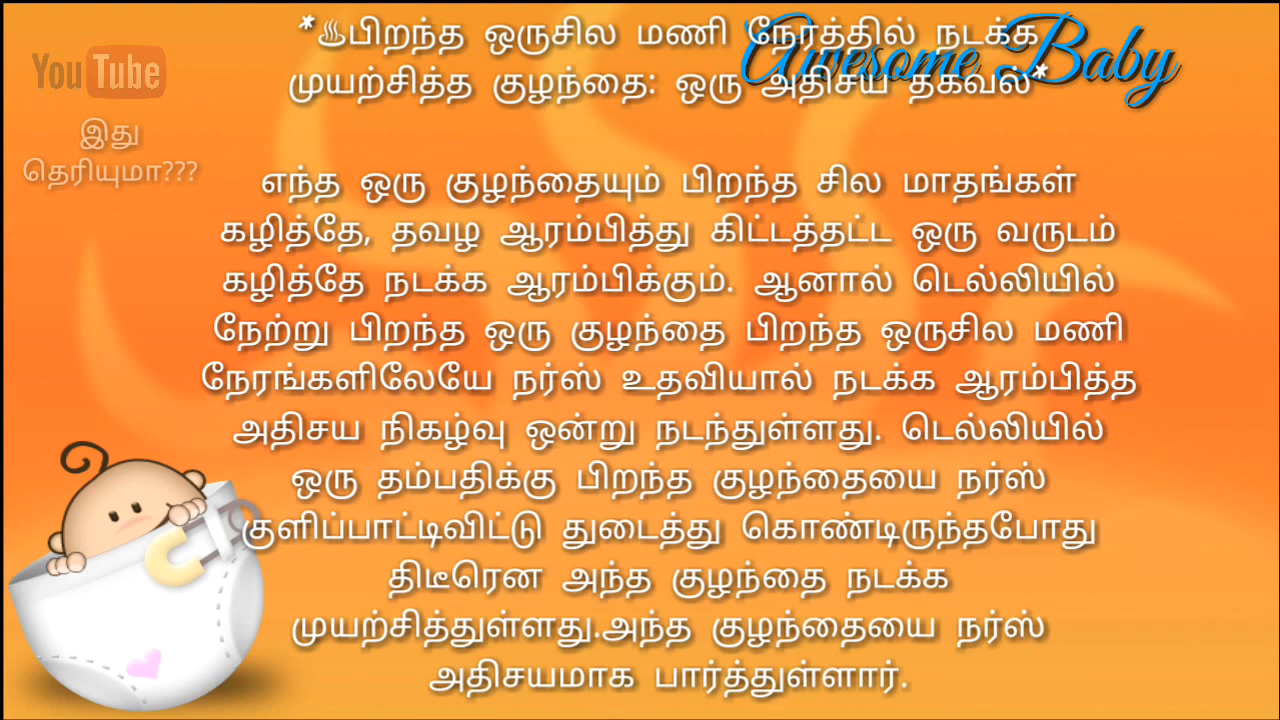 *♨பிறந்த ஒருசில மணி நேரத்தில் நடக்க
முயற்சித்த குழந்தை: ஒரு அதிசய தகவல்*
Awesome Baby
YouTube
இது
தெரியுமா???
எந்த ஒரு குழந்தையும் பிறந்த சில மாதங்கள்
கழித்தே, தவழ ஆரம்பித்து கிட்டத்தட்ட ஒரு வருடம்
கழித்தே நடக்க ஆரம்பிக்கும். ஆனால் டெல்லியில்
நேற்று பிறந்த ஒரு குழந்தை பிறந்த ஒருசில மணி
நேரங்களிலேயே நர்ஸ் உதவியால் நடக்க ஆரம்பித்த
அதிசய நிகழ்வு ஒன்று நடந்துள்ளது. டெல்லியில்
ஒரு தம்பதிக்கு பிறந்த குழந்தையை நர்ஸ்
குளிப்பாட்டிவிட்டு துடைத்து கொண்டிருந்தபோது
திடீரென அந்த குழந்தை நடக்க
முயற்சித்துள்ளது.அந்த குழந்தையை நர்ஸ்
அதிசயமாக பார்த்துள்ளார்.